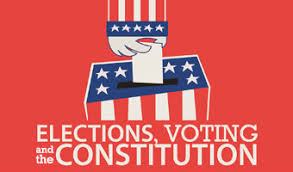 ELECTIONS, VOTING
and the CONSTITUTION